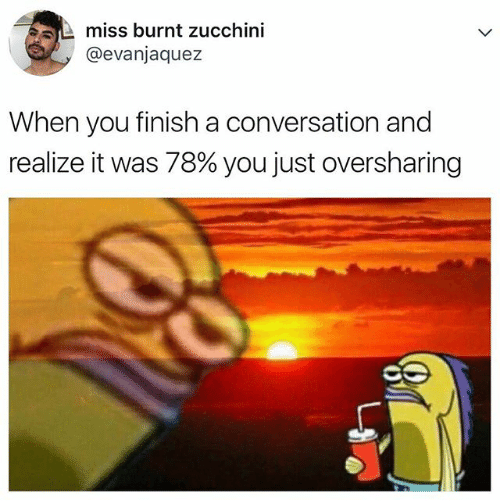 miss burnt zucchini
@evanjaquez
When you finish a conversation and
realize it was 78% you just oversharing